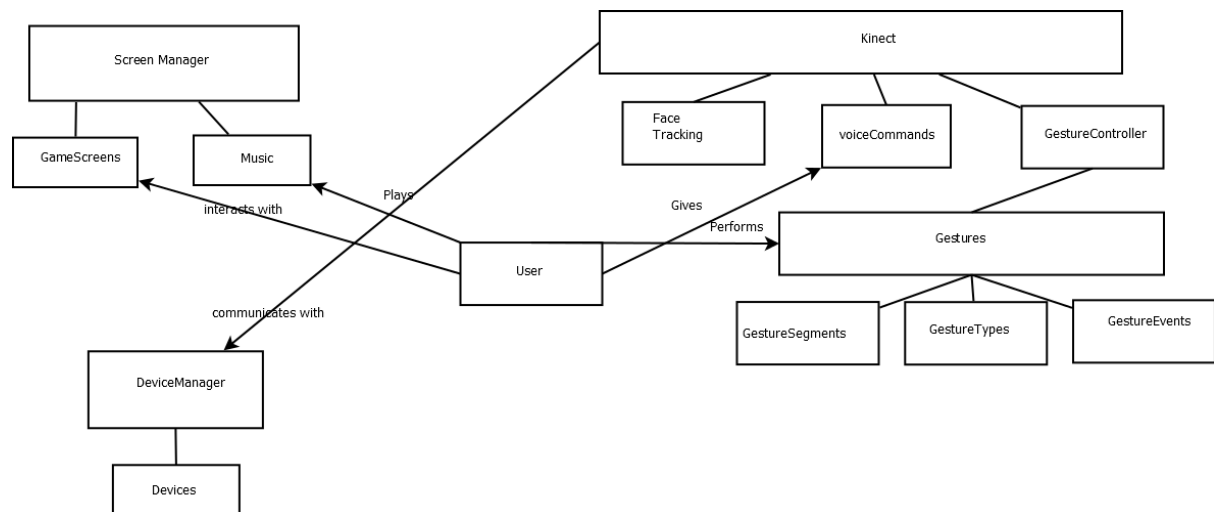 Kinect
Screen Manager
Face
Tracking
voiceCommands
GestureController
GameScreens
Music
Plays
interacts with
Gives
Performs
Gestures
User
communicates with
GestureSegments
GestureTypes
GestureEvents
DeviceManager
Devices